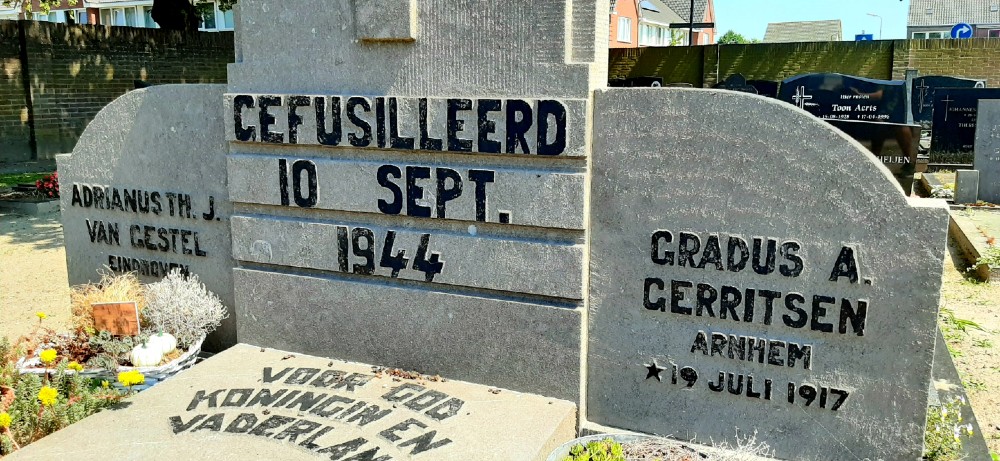 GEFUSILLEERD
10 SEPT.
1944
ADRIANUS TH. J.
VAN GESTEL
EINDHOVEN
GRADUS A.
GERRITSEN
ARNHEM
19 JULI 1917
VOOR GOD
KONINGIN EN
VADERLAND
Toon Aerts